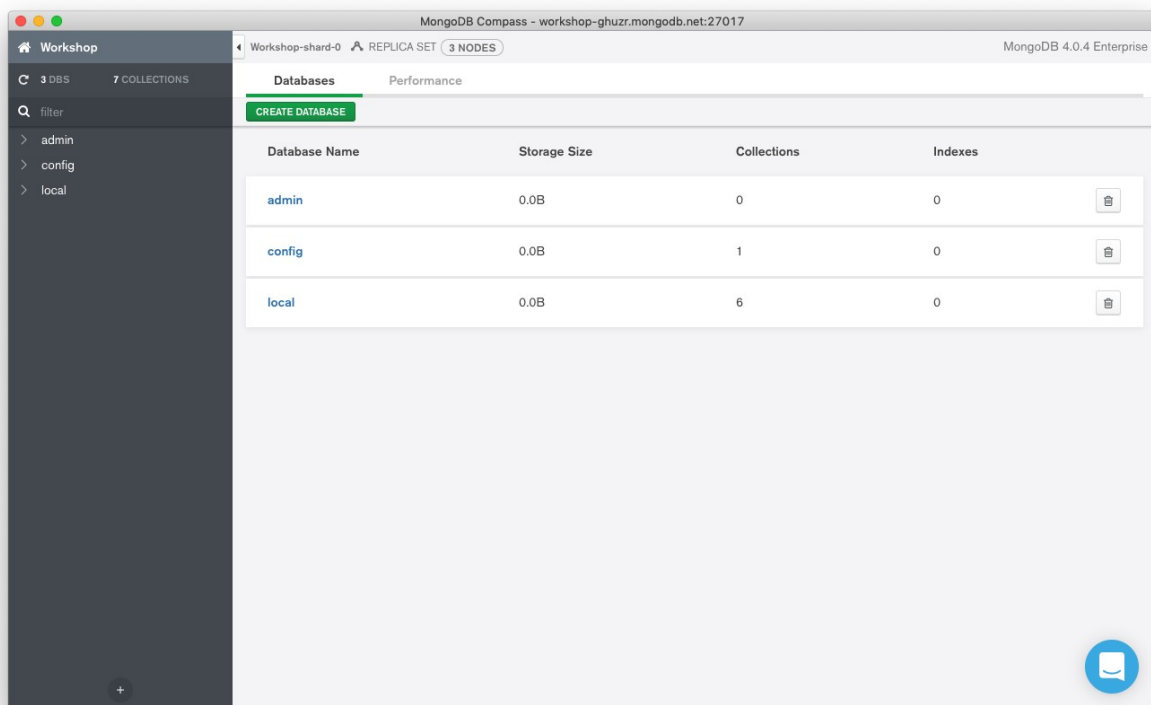 MongoDB Compass - workshop-ghuzr.mongodb.net:27017
Workshop
Workshop-shard-0 REPLICA SET 3 NODES MongoDB 4.0.4 Enterprise
3 DBS 7 COLLECTIONS
Databases Performance
filter
CREATE DATABASE
admin
config
local
Database Name Storage Size Collections Indexes
admin 0.0B 0 0
config 0.0B 1 0
local 0.0B 6 0